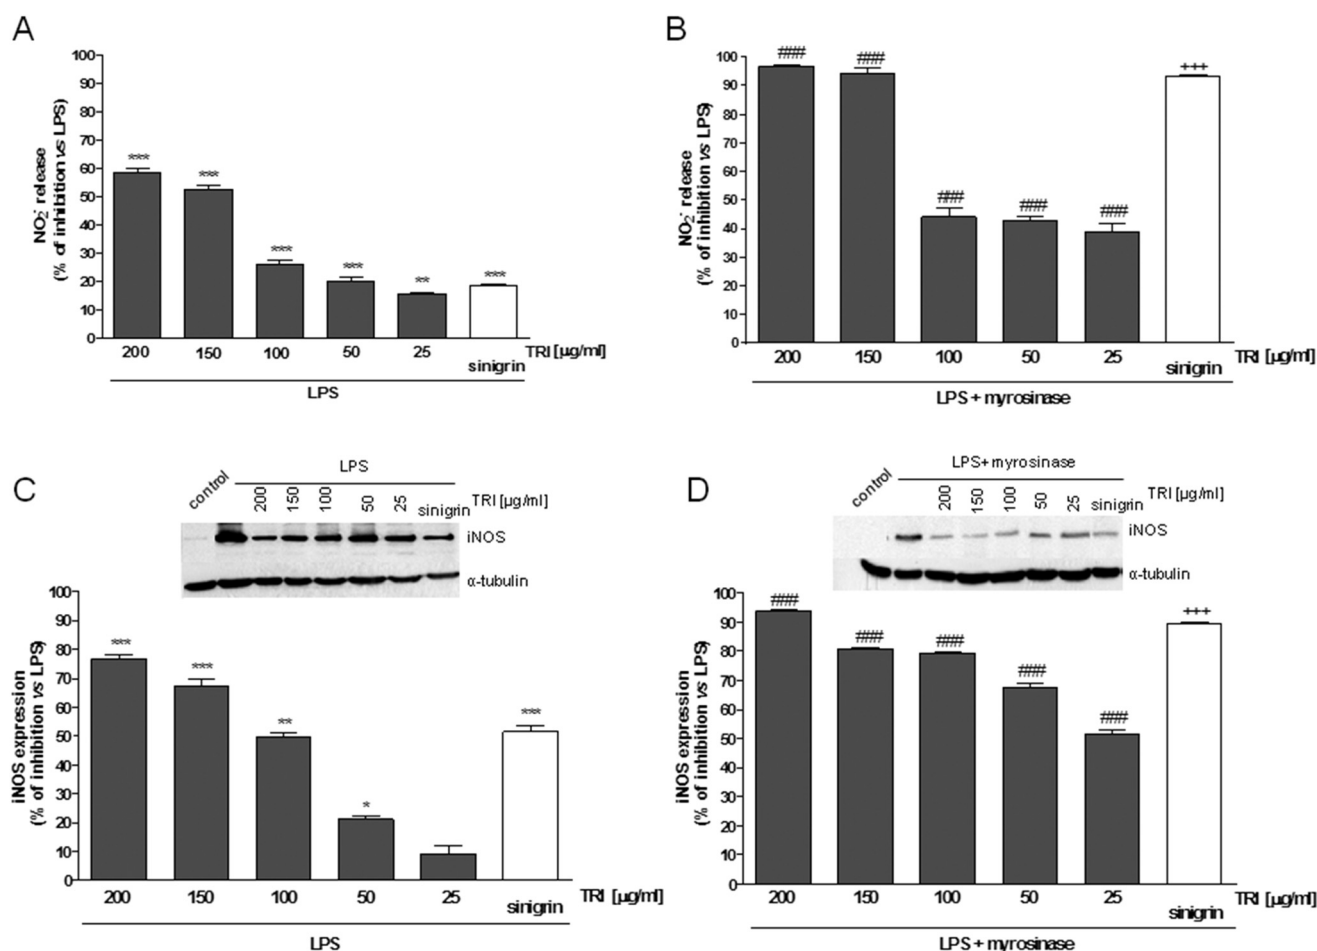 A
NO₂⁻ release
(% of inhibition vs LPS)
100
90
80
70
60
50
40
30
20
10
0
***
***
***
***
**
***
200 150 100 50 25 sinigrin TRI [µg/ml]
LPS
B
NO₂⁻ release
(% of inhibition vs LPS)
100
90
80
70
60
50
40
30
20
10
0
###
###
###
###
###
+++
200 150 100 50 25 sinigrin TRI [µg/ml]
LPS + myrosinase
C
LPS
control 200 150 100 50 25 sinigrin TRI [µg/ml]
iNOS
α-tubulin
iNOS expression
(% of inhibition vs LPS)
100
90
80
70
60
50
40
30
20
10
0
***
***
**
*
***
200 150 100 50 25 sinigrin TRI [µg/ml]
LPS
D
LPS+myrosinase
control 200 150 100 50 25 sinigrin TRI [µg/ml]
iNOS
α-tubulin
iNOS expression
(% of inhibition vs LPS)
100
90
80
70
60
50
40
30
20
10
0
###
###
###
###
###
+++
200 150 100 50 25 sinigrin TRI [µg/ml]
LPS + myrosinase